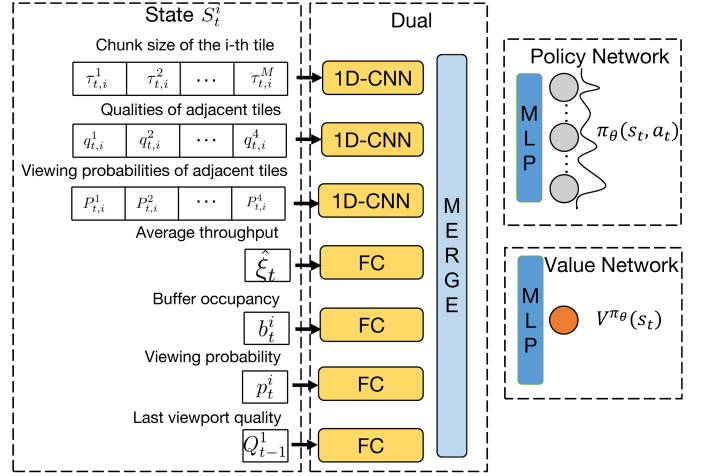 State $S_t^i$
Chunk size of the i-th tile
$\tau_{t,i}^1$ $\tau_{t,i}^2$ ⋯ $\tau_{t,i}^M$
Qualities of adjacent tiles
$q_{t,i}^1$ $q_{t,i}^2$ ⋯ $q_{t,i}^4$
Viewing probabilities of adjacent tiles
$P_{t,i}^1$ $P_{t,i}^2$ ⋯ $P_{t,i}^4$
Average throughput
$\hat{\xi}_t$
Buffer occupancy
$b_t^i$
Viewing probability
$p_t^i$
Last viewport quality
$Q_{t-1}^1$
Dual
1D-CNN
1D-CNN
1D-CNN
FC
FC
FC
FC
MERGE
Policy Network
MLP
$\pi_\theta(s_t, a_t)$
Value Network
MLP
$V^{\pi_\theta}(s_t)$